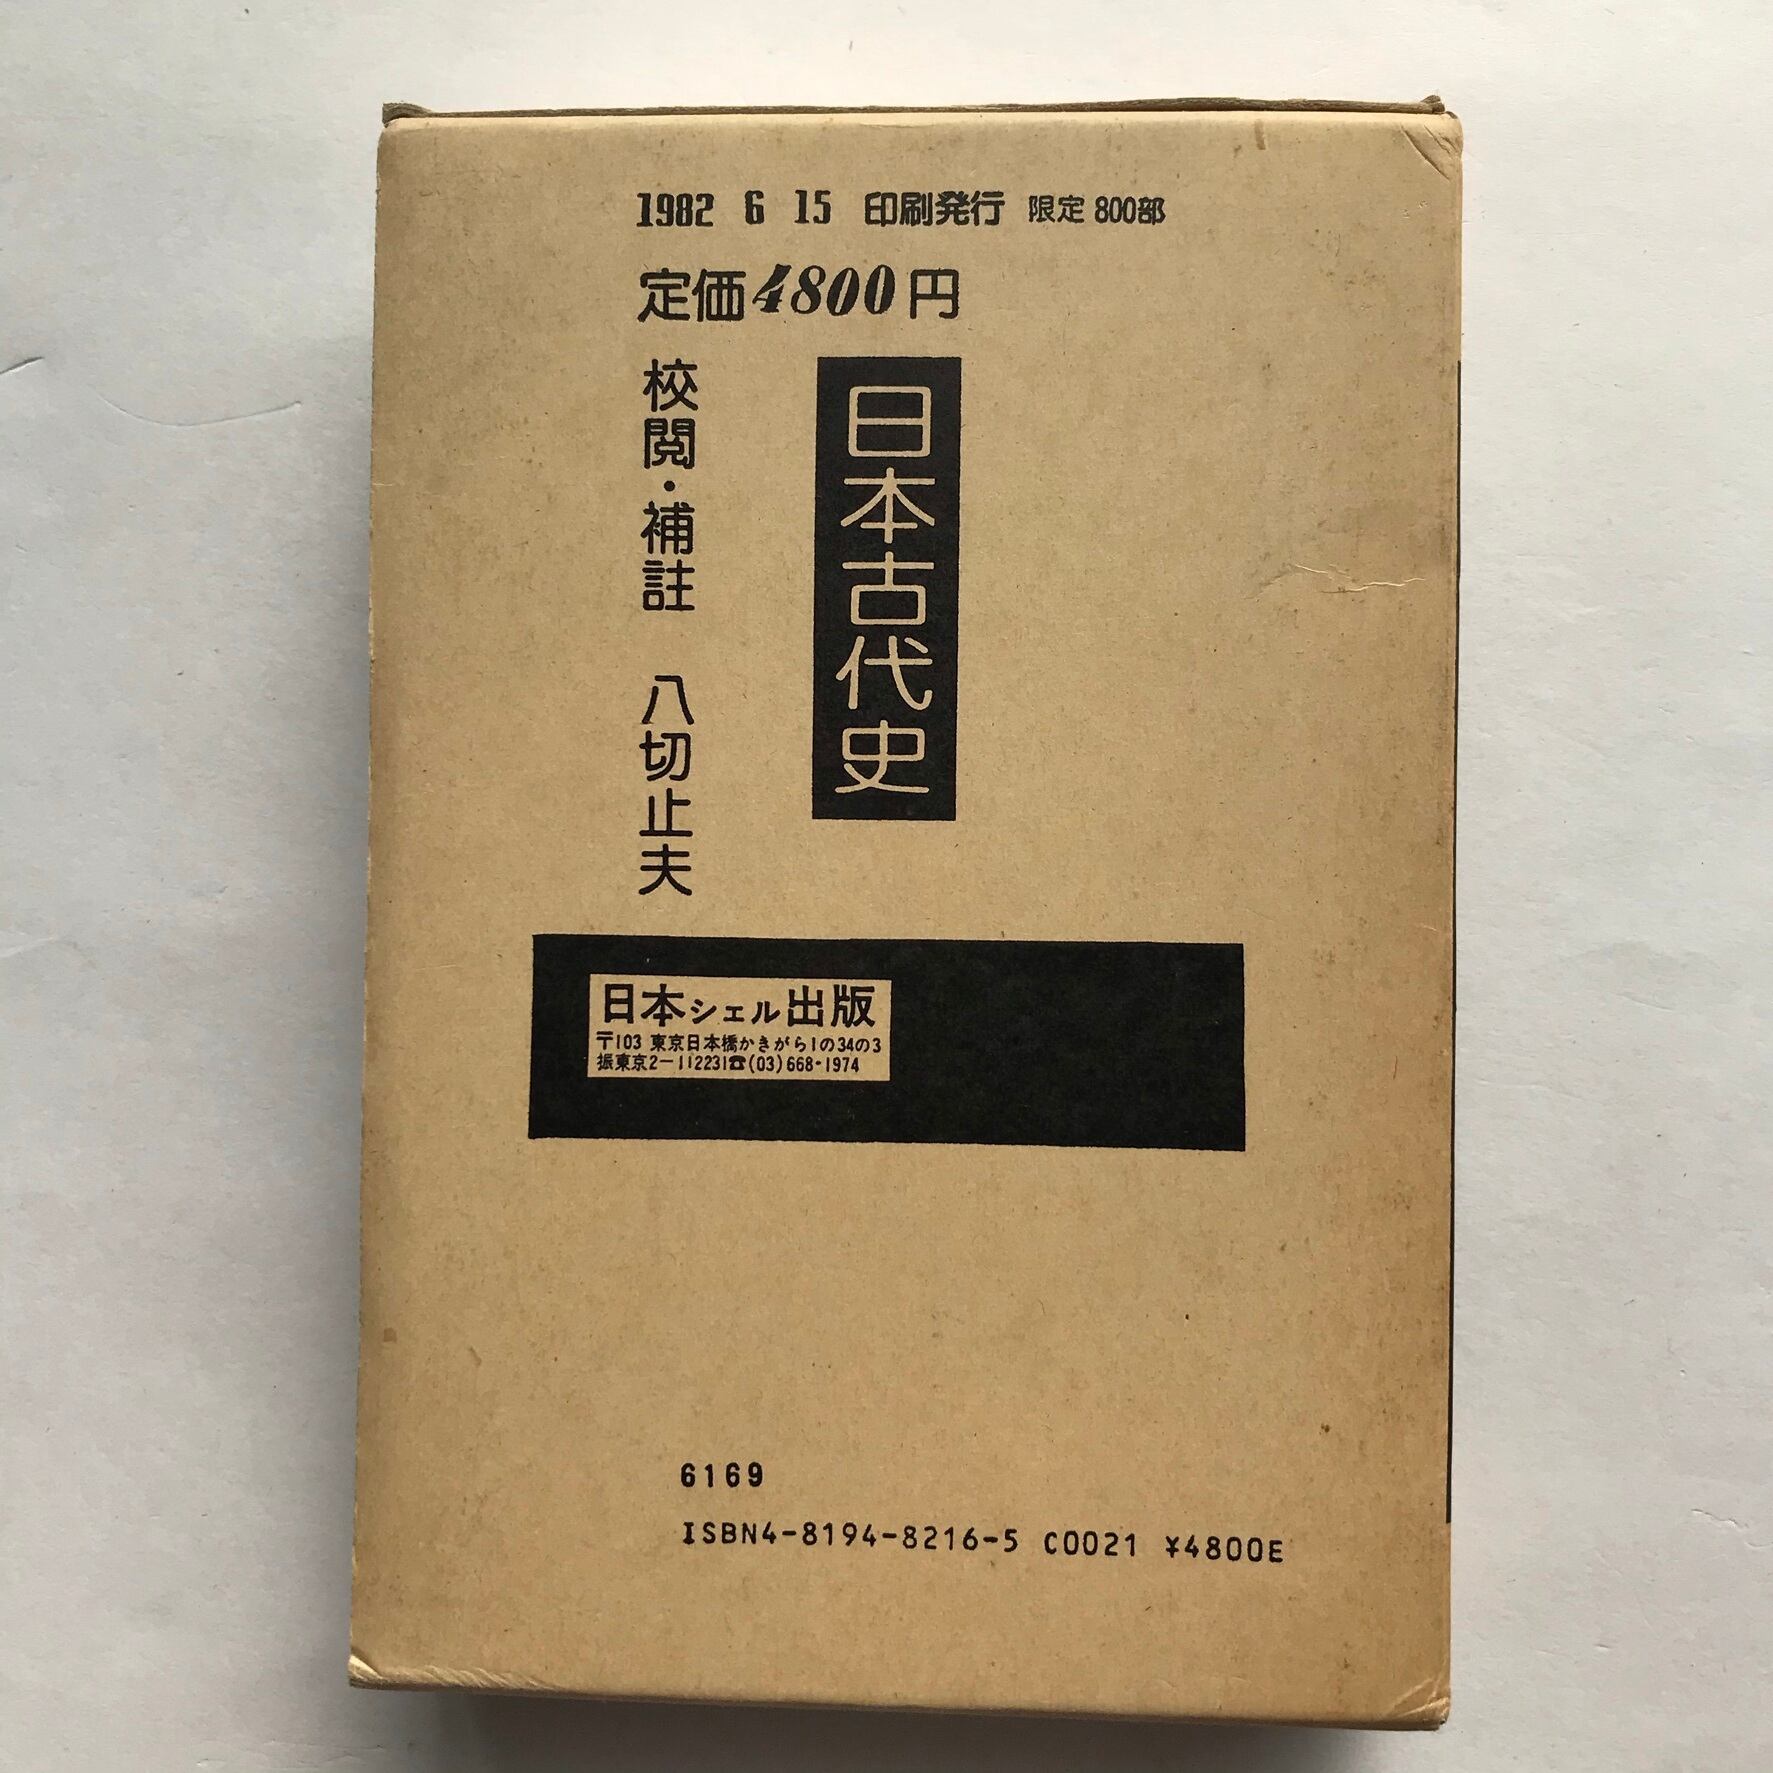 1982 6 15 印刷発行 限定 800部
定価4800円
日本古代史
校閲・補註 八切止夫
日本シェル出版
〒103 東京日本橋かきがら1の34の3
振東京2-112231☎(03)668・1974
6169
ISBN4-8194-8216-5 C0021 ¥4800E